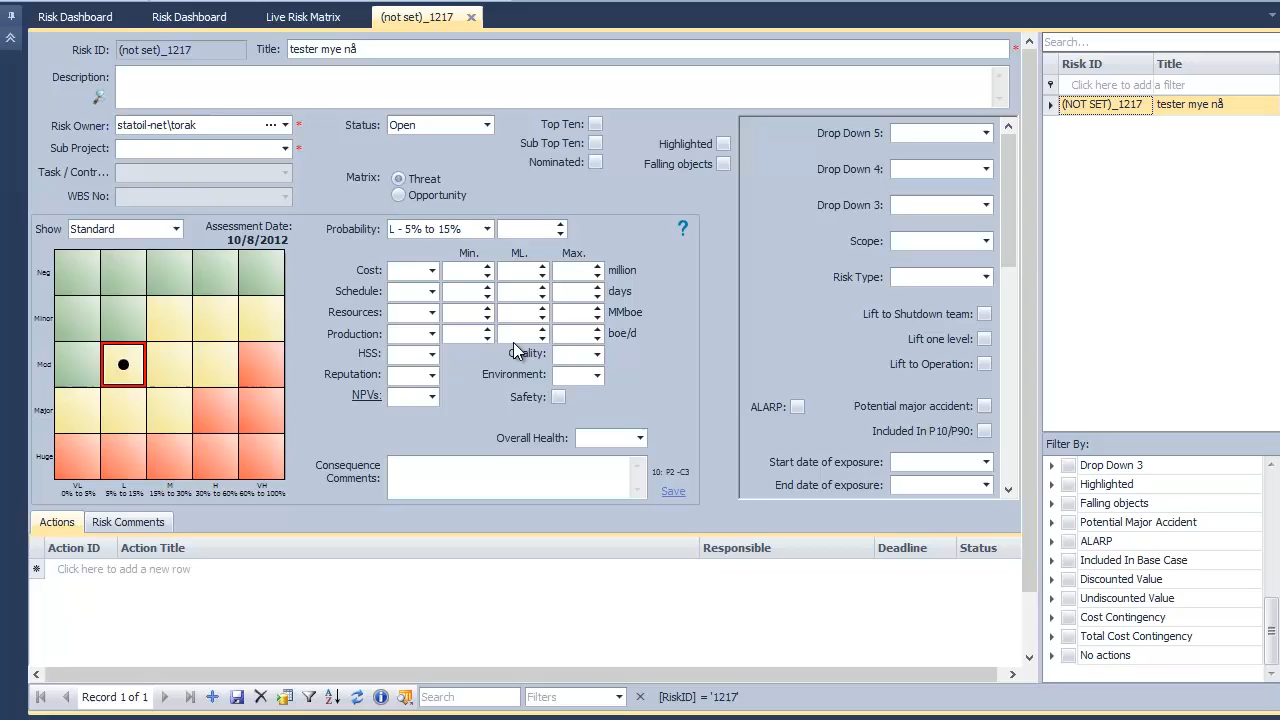 Risk Dashboard Risk Dashboard Live Risk Matrix (not set)_1217
Risk ID: (not set)_1217 Title: tester mye nå *
Description:
Risk Owner: statoil-net\torak ... * Status: Open
Sub Project: *
Task / Contr...
WBS No:
Top Ten:
Sub Top Ten:
Nominated:
Highlighted
Falling objects
Matrix: Threat
Opportunity
Show Standard Assessment Date:
10/8/2012
Neg
Minor
Mod
Major
Huge
VL L M H VH
0% to 5% 5% to 15% 15% to 30% 30% to 60% 60% to 100%
Probability: L - 5% to 15% ?
Min. ML. Max.
Cost: million
Schedule: days
Resources: MMboe
Production: boe/d
HSS: Quality:
Reputation: Environment:
NPVs: Safety:
Overall Health:
Consequence
Comments:
10: P2 -C3
Save
Drop Down 5:
Drop Down 4:
Drop Down 3:
Scope:
Risk Type:
Lift to Shutdown team:
Lift one level:
Lift to Operation:
ALARP: Potential major accident:
Included In P10/P90:
Start date of exposure:
End date of exposure:
Actions Risk Comments
Action ID Action Title Responsible Deadline Status
Click here to add a new row
Record 1 of 1 Search Filters [RiskID] = '1217'
Search...
Risk ID Title
Click here to add a filter
(NOT SET)_1217 tester mye nå
Filter By:
Drop Down 3
Highlighted
Falling objects
Potential Major Accident
ALARP
Included In Base Case
Discounted Value
Undiscounted Value
Cost Contingency
Total Cost Contingency
No actions